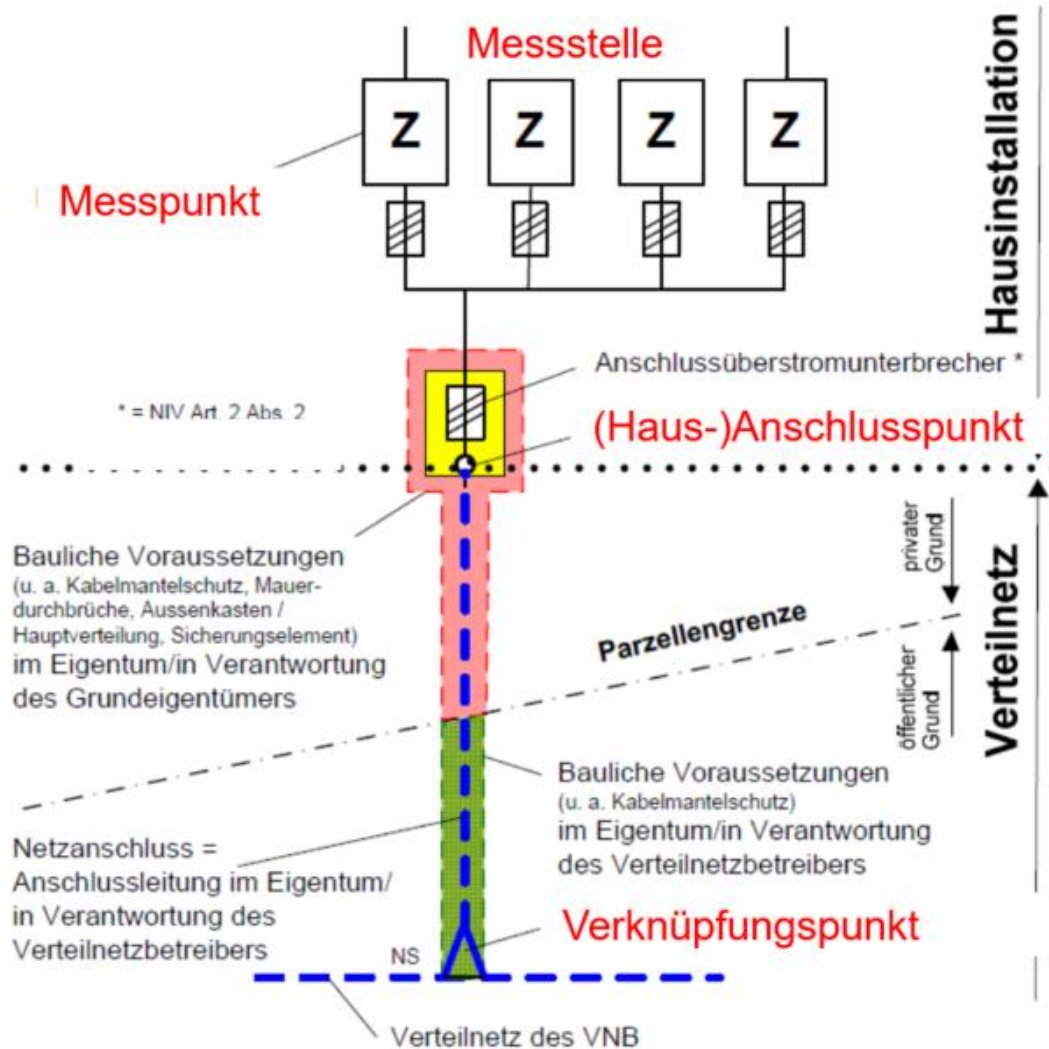 Messstelle
Z
Z
Z
Z
Messpunkt
Hausinstallation
Anschlussüberstromunterbrecher *
* = NIV Art. 2 Abs. 2
(Haus-)Anschlusspunkt
Bauliche Voraussetzungen
(u. a. Kabelmantelschutz, Mauer-
durchbrüche, Aussenkasten /
Hauptverteilung, Sicherungselement)
im Eigentum/in Verantwortung
des Grundeigentümers
privater
Grund
Parzellengrenze
öffentlicher
Grund
Verteilnetz
Bauliche Voraussetzungen
(u. a. Kabelmantelschutz)
im Eigentum/in Verantwortung
des Verteilnetzbetreibers
Netzanschluss =
Anschlussleitung im Eigentum/
in Verantwortung des
Verteilnetzbetreibers
Verknüpfungspunkt
NS
Verteilnetz des VNB